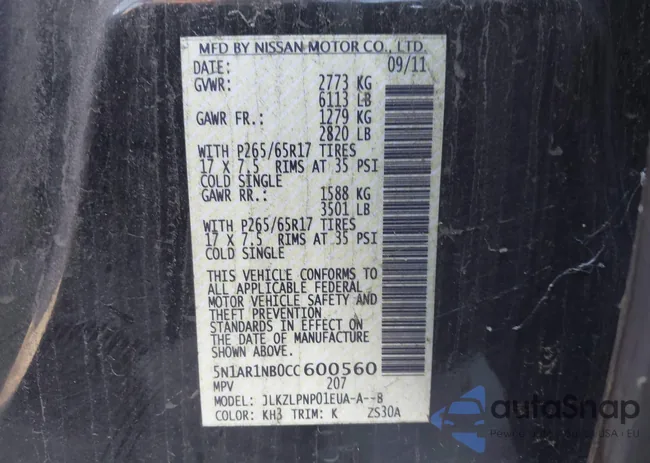 MFD BY NISSAN MOTOR CO., LTD.
DATE: 09/11
GVWR: 2773 KG
6113 LB
GAWR FR.: 1279 KG
2820 LB
WITH P265/65R17 TIRES
17 X 7.5 RIMS AT 35 PSI
COLD SINGLE
GAWR RR.: 1588 KG
3501 LB
WITH P265/65R17 TIRES
17 X 7.5 RIMS AT 35 PSI
COLD SINGLE
THIS VEHICLE CONFORMS TO
ALL APPLICABLE FEDERAL
MOTOR VEHICLE SAFETY AND
THEFT PREVENTION
STANDARDS IN EFFECT ON
THE DATE OF MANUFACTURE
SHOWN ABOVE.
5N1AR1NB0CC600560
MPV 207
MODEL: JLKZLPNP01EUA-A--B
COLOR: KH3 TRIM: K ZS30A
autoSnap
USA • EU